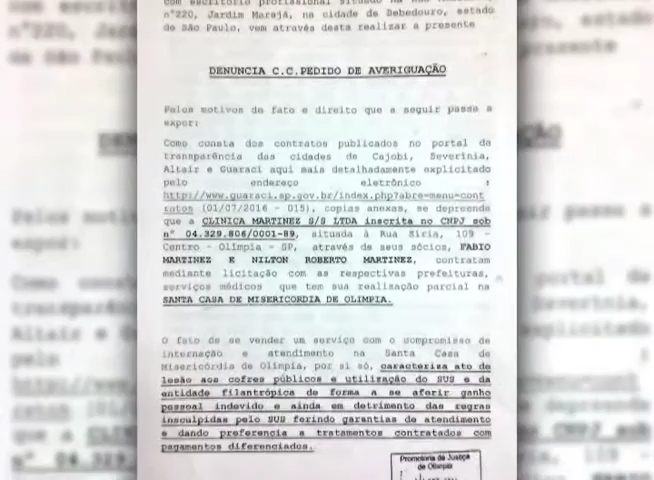 com escritório profissional situado na Rua
n°220, Jardim Marajá, na cidade de Bebedouro, estado
de São Paulo, vem através desta realizar a presente
DENUNCIA C.C.PEDIDO DE AVERIGUAÇÃO
Pelos motivos de fato e direito que a seguir passo a
expor:
Como consta dos contratos publicados no portal da
transparência das cidades de Cajobi, Severinia,
Altair e Guaraci aqui mais detalhadamente explicitado
pelo endereço eletrônico :
http://www.guaraci.sp.gov.br/index.php?abre=menu=cont
ratos (01/07/2016 - 015), copias anexas, se depreende
que a CLINICA MARTINEZ S/S LTDA inscrita no CNPJ sob
n° 04.329.806/0001-89, situada à Rua Siria, 109 -
Centro - Olimpia - SP, através de seus sócios, FABIO
MARTINEZ E NILTON ROBERTO MARTINEZ, contratam
mediante licitação com as respectivas prefeituras,
serviços médicos que tem sua realização parcial na
SANTA CASA DE MISERICORDIA DE OLIMPIA.
O fato de se vender um serviço com o compromisso de
internação e atendimento na Santa Casa de
Misericórdia de Olímpia, por si só, caracteriza ato de
lesão aos cofres públicos e utilização do SUS e da
entidade filantrópica de forma a se aferir ganho
pessoal indevido e ainda em detrimento das regras
insculpidas pelo SUS ferindo garantias de atendimento
e dando preferencia a tratamentos contratados com
pagamentos diferenciados.
Promotoria de Justiça
de Olímpia